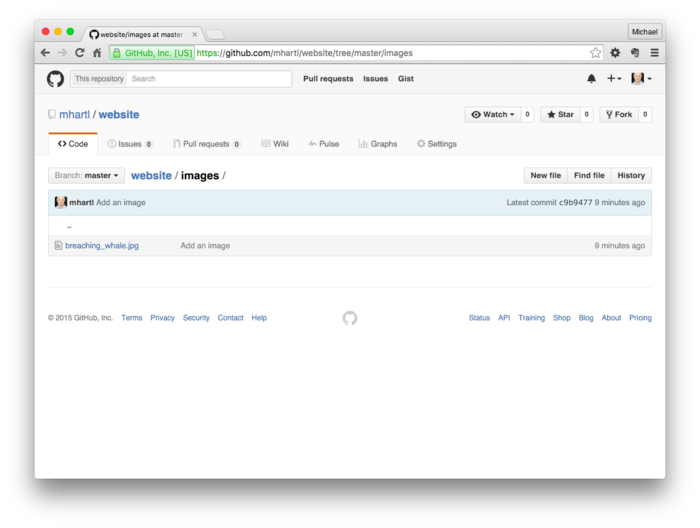 website/images at master
Michael
GitHub, Inc. [US] https://github.com/mhartl/website/tree/master/images
This repository Search Pull requests Issues Gist
mhartl / website Watch 0 Star 0 Fork 0
Code Issues 0 Pull requests 0 Wiki Pulse Graphs Settings
Branch: master website / images / New file Find file History
mhartl Add an image Latest commit c9b9477 9 minutes ago
..
breaching_whale.jpg Add an image 9 minutes ago
© 2015 GitHub, Inc. Terms Privacy Security Contact Help Status API Training Shop Blog About Pricing